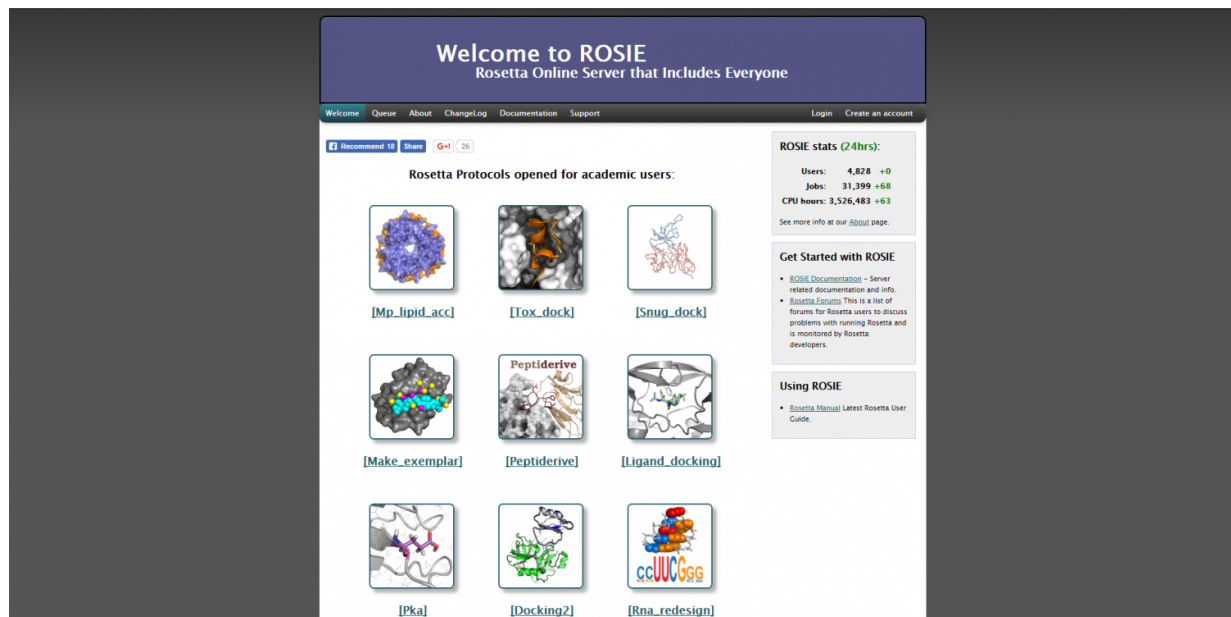 Welcome to ROSIE
Rosetta Online Server that Includes Everyone
Welcome Queue About ChangeLog Documentation Support Login Create an account
Recommend 18 Share G+1 26
Rosetta Protocols opened for academic users:
[Mp_lipid_acc] [Tox_dock] [Snug_dock]
Peptiderive
[Make_exemplar] [Peptiderive] [Ligand_docking]
ccUUCGgg
[Pka] [Docking2] [Rna_redesign]
ROSIE stats (24hrs):
Users: 4,828 +0
Jobs: 31,399 +68
CPU hours: 3,526,483 +63
See more info at our About page.
Get Started with ROSIE
• ROSIE Documentation – Server
related documentation and info.
• Rosetta Forums This is a list of
forums for Rosetta users to discuss
problems with running Rosetta and
is monitored by Rosetta
developers.
Using ROSIE
• Rosetta Manual Latest Rosetta User
Guide.